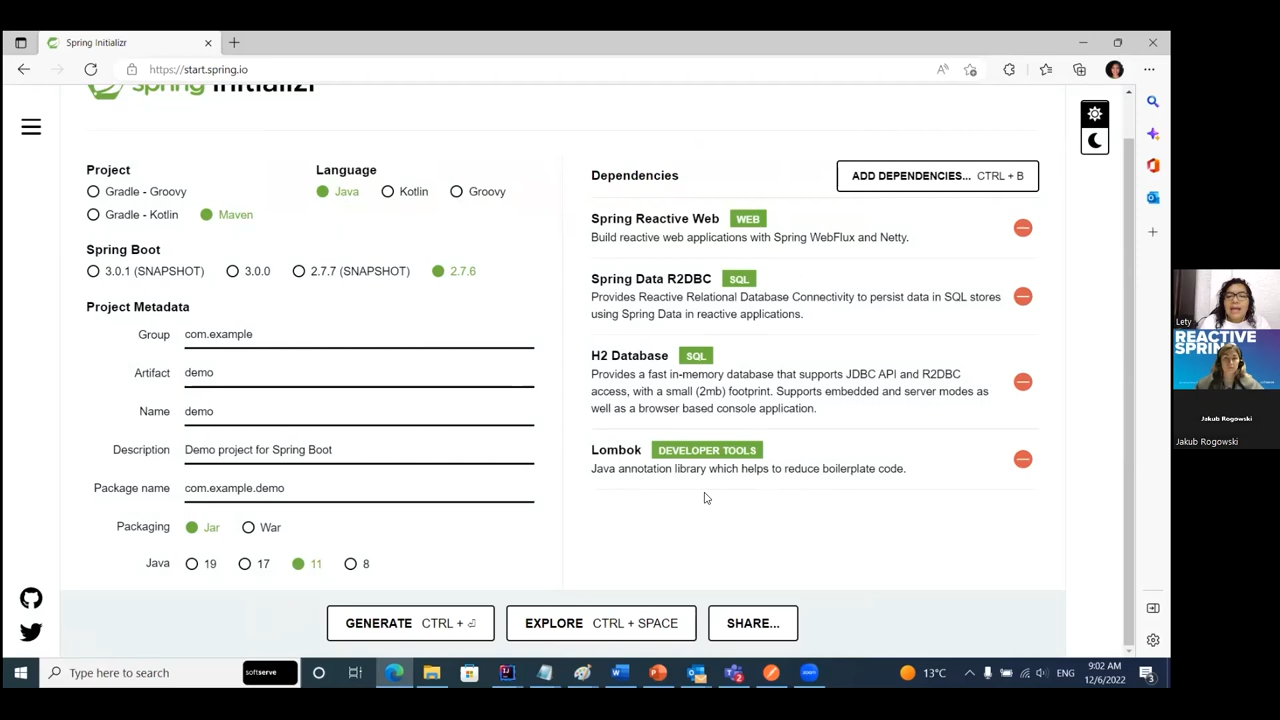 Spring Initializr
https://start.spring.io
spring initializr
Project
Language
Dependencies
ADD DEPENDENCIES... CTRL + B
Gradle - Groovy
Java
Kotlin
Groovy
Gradle - Kotlin
Maven
Spring Reactive Web WEB
Build reactive web applications with Spring WebFlux and Netty.
Spring Boot
3.0.1 (SNAPSHOT)
3.0.0
2.7.7 (SNAPSHOT)
2.7.6
Spring Data R2DBC SQL
Provides Reactive Relational Database Connectivity to persist data in SQL stores
using Spring Data in reactive applications.
Project Metadata
Group com.example
Artifact demo
Name demo
Description Demo project for Spring Boot
Package name com.example.demo
Packaging Jar War
Java 19 17 11 8
H2 Database SQL
Provides a fast in-memory database that supports JDBC API and R2DBC
access, with a small (2mb) footprint. Supports embedded and server modes as
well as a browser based console application.
Lombok DEVELOPER TOOLS
Java annotation library which helps to reduce boilerplate code.
GENERATE CTRL + ⏎
EXPLORE CTRL + SPACE
SHARE...
Lety
REACTIVE
SPRING
Jakub Rogowski
Jakub Rogowski
Type here to search
softserve
13°C
ENG
9:02 AM
12/6/2022
3